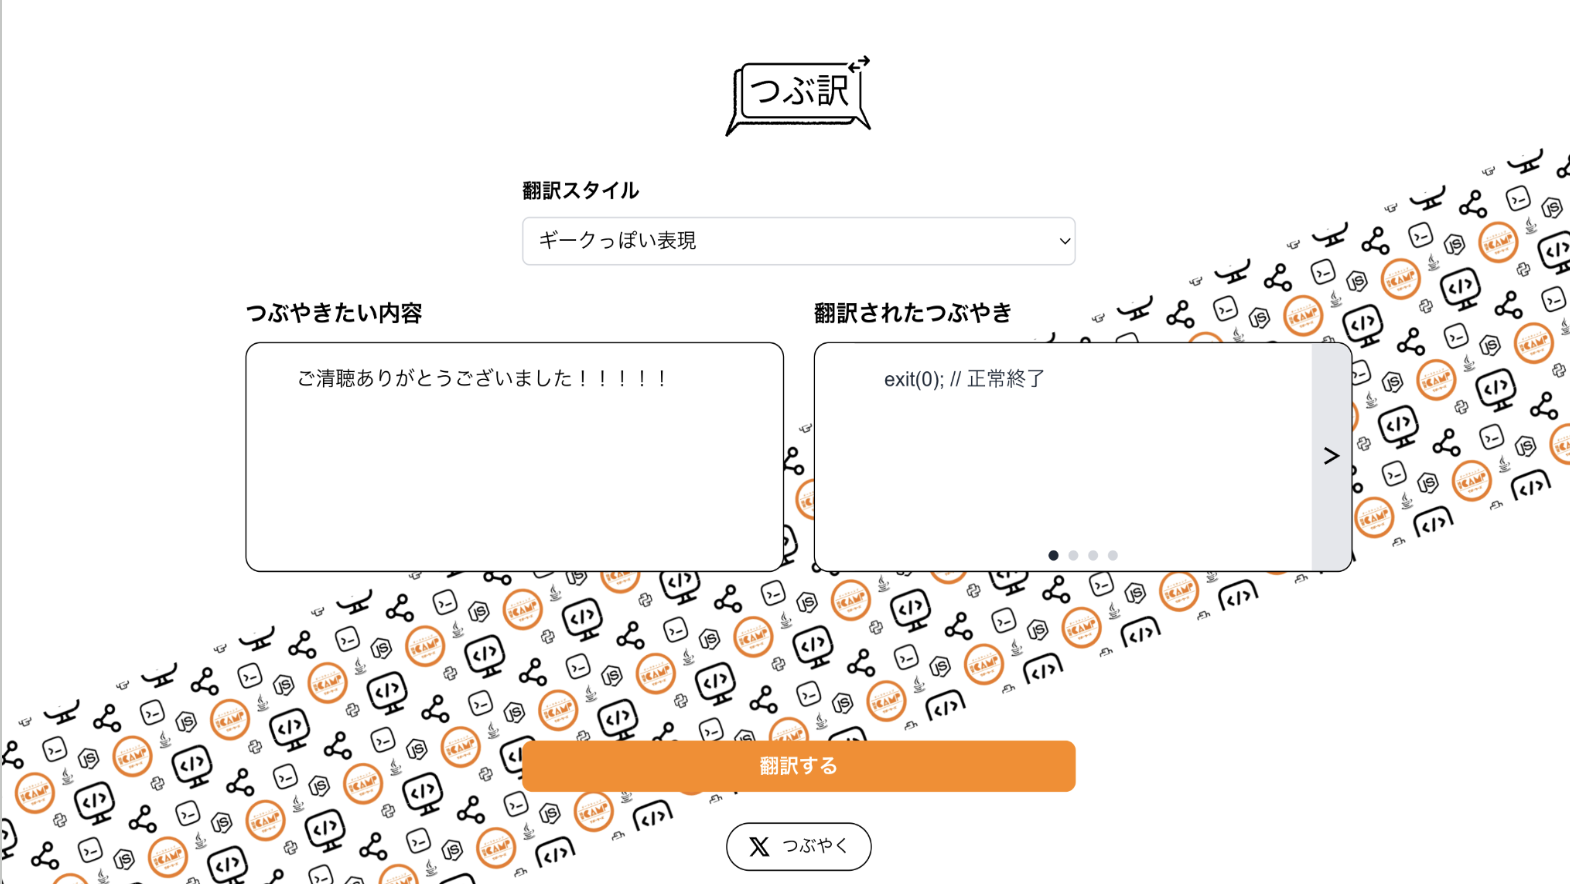 つぶ訳
翻訳スタイル
ギークっぽい表現
つぶやきたい内容
翻訳されたつぶやき
ご清聴ありがとうございました！！！！！
exit(0); // 正常終了
>
翻訳する
X つぶやく